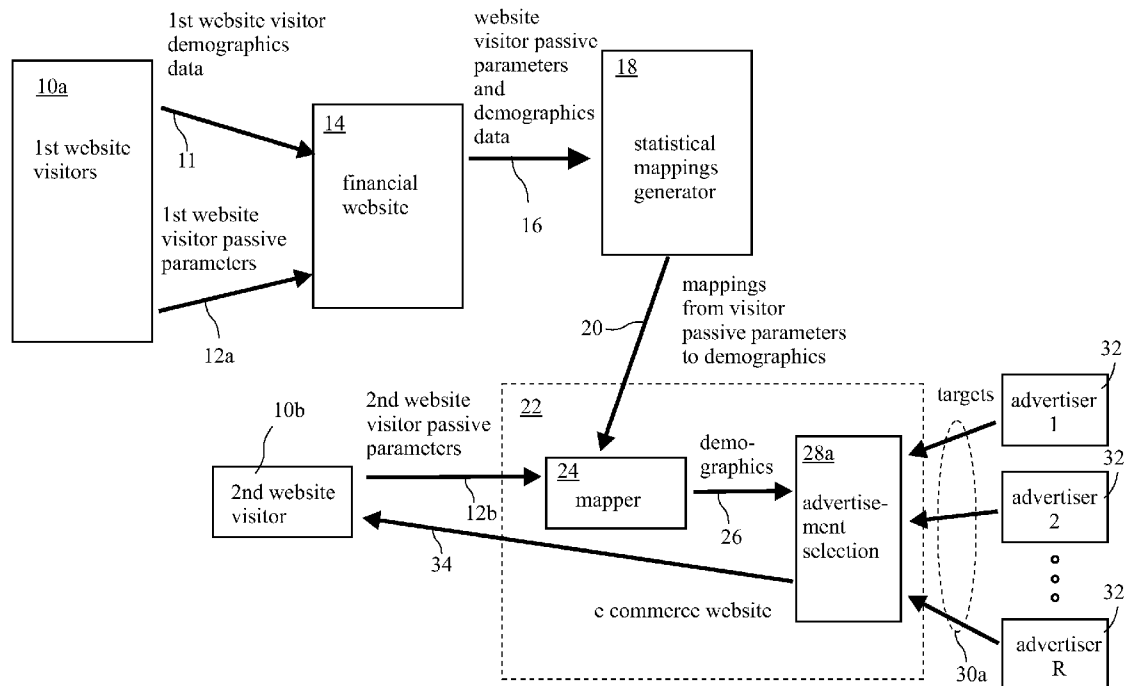 1st website visitor
demographics
data
website
visitor passive
parameters
and
demographics
data
10a
1st website
visitors
11
14
financial
website
16
18
statistical
mappings
generator
1st website
visitor passive
parameters
12a
20
mappings
from visitor
passive parameters
to demographics
10b
2nd website
visitor
2nd website
visitor passive
parameters
12b
22
24
mapper
demo-
graphics
26
28a
advertise-
ment
selection
targets
32
advertiser
1
32
advertiser
2
32
advertiser
R
30a
34
e commerce website